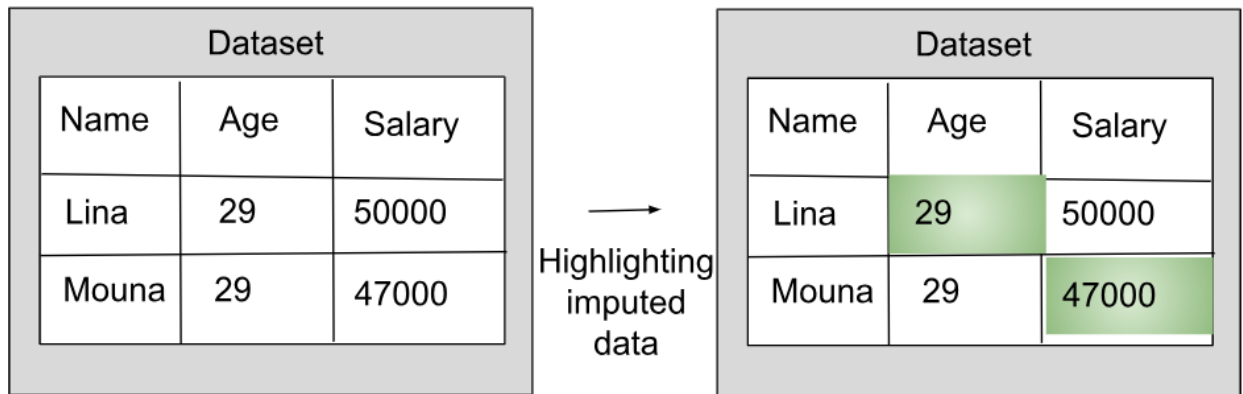 Dataset
Name Age Salary
Lina 29 50000
Mouna 29 47000
Highlighting
imputed
data
Dataset
Name Age Salary
Lina 29 50000
Mouna 29 47000